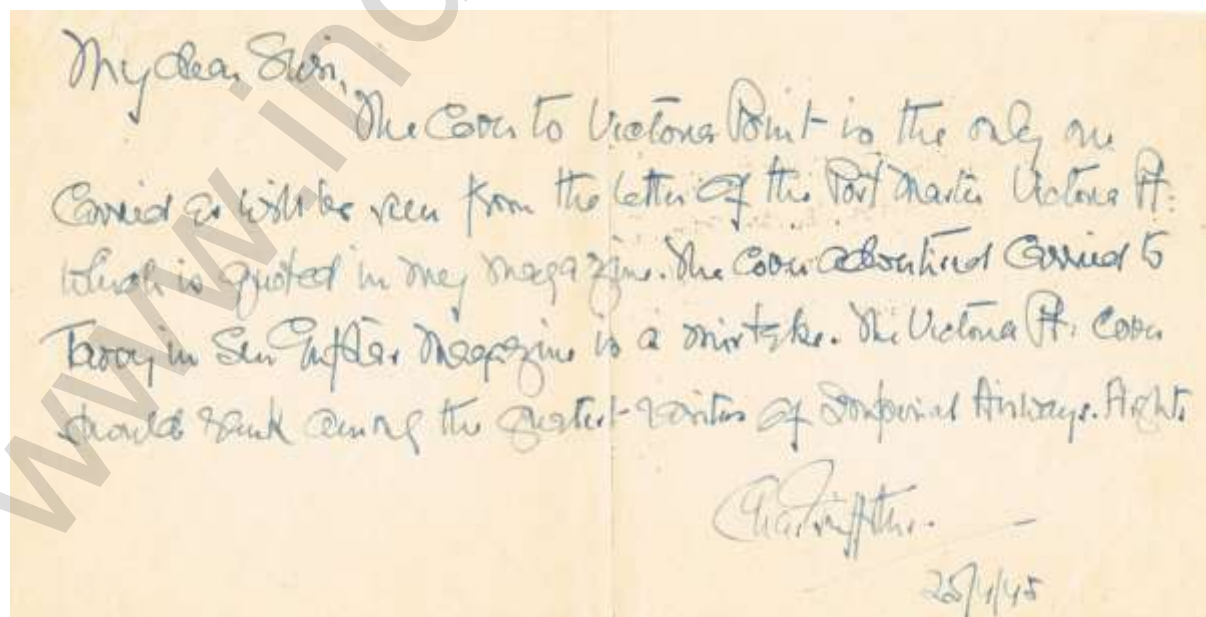 My dear Sir,
The Cover to Victoria Point is the only one
Carried as will be seen from the letter of the Post Master Victoria Pt.
which is quoted in my magazine. The Cover advertised Carried to
Tavoy in Magazine is a mistake. The Victoria Pt. Cover
should rank among the greatest rarities of Imperial Airways. Flights
25/1/45
www.in